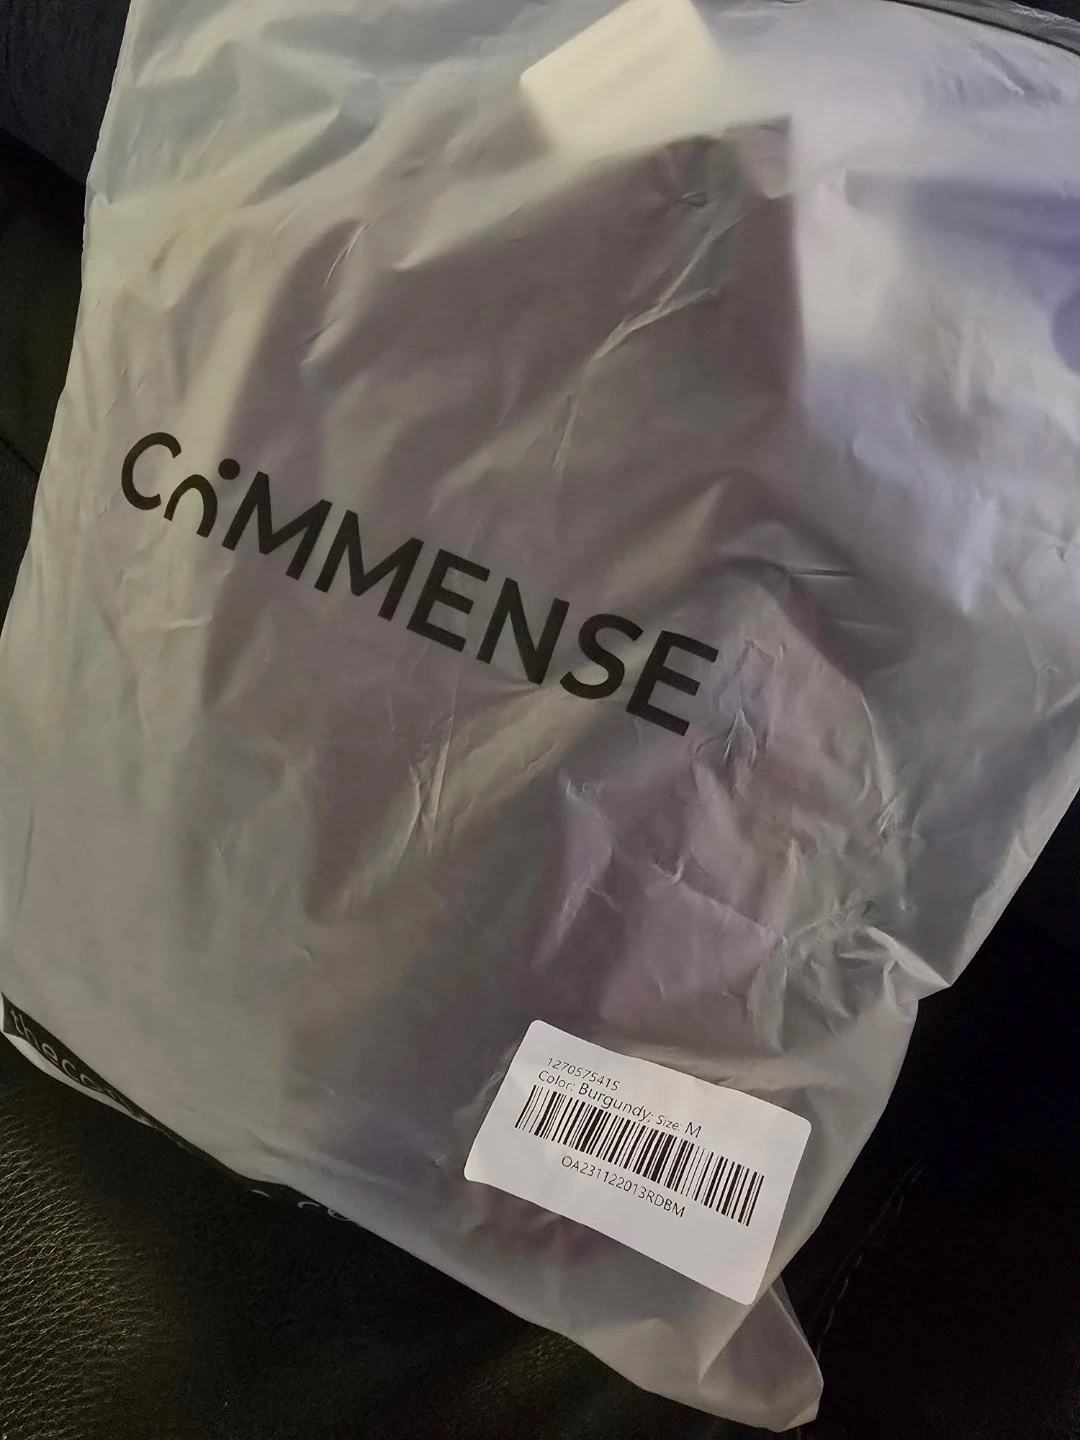 COMMENSE
1270575415
Color: Burgundy; Size: M
OA231122013RDBM